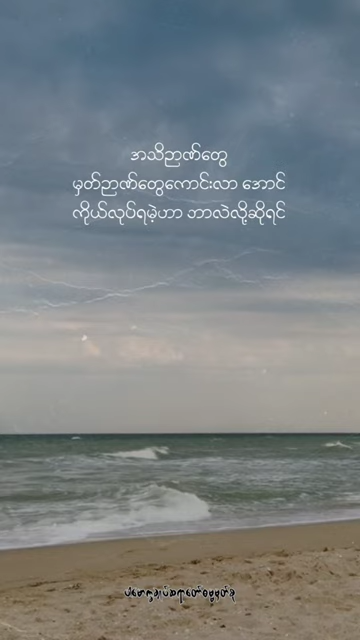 အသိဉာဏ်တွေ
မှတ်ဉာဏ်တွေကောင်းလာ အောင်
ကိုယ်လုပ်ရမဲ့ဟာ ဘာလဲလို့ဆိုရင်